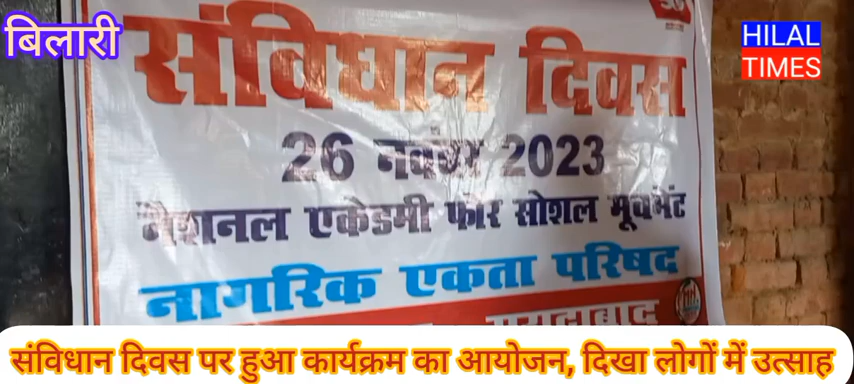 बिलारी
HILAL
TIMES
संविधान दिवस
26 नवंबर 2023
नेशनल एकेडमी फॉर सोशल मूवमेंट
नागरिक एकता परिषद
संविधान दिवस पर हुआ कार्यक्रम का आयोजन, दिखा लोगों में उत्साह